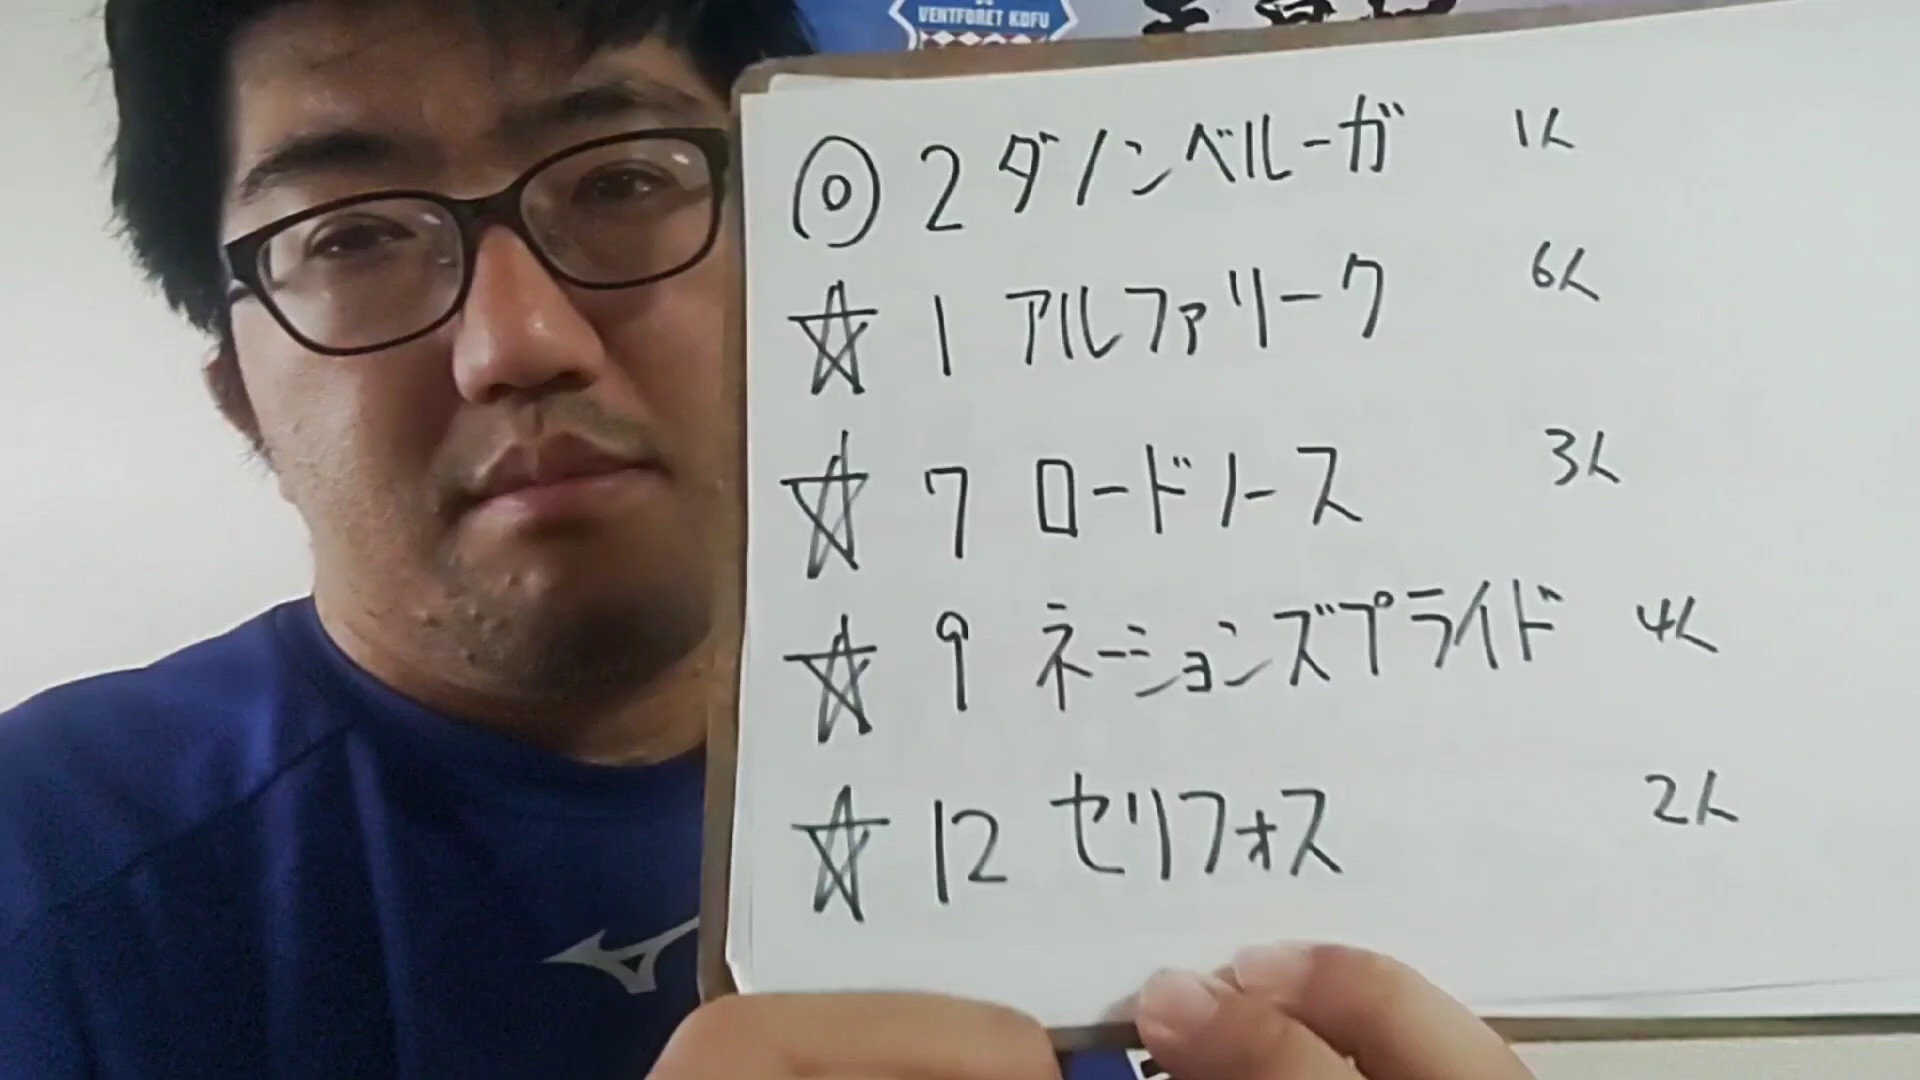 VENTFORET KOFU
◎ 2 ダノンベルーガ 1人
☆ 1 アルファリーク 6人
☆ 7 ロードノース 3人
☆ 9 ネーションズプライド 4人
☆ 12 セリフォス 2人